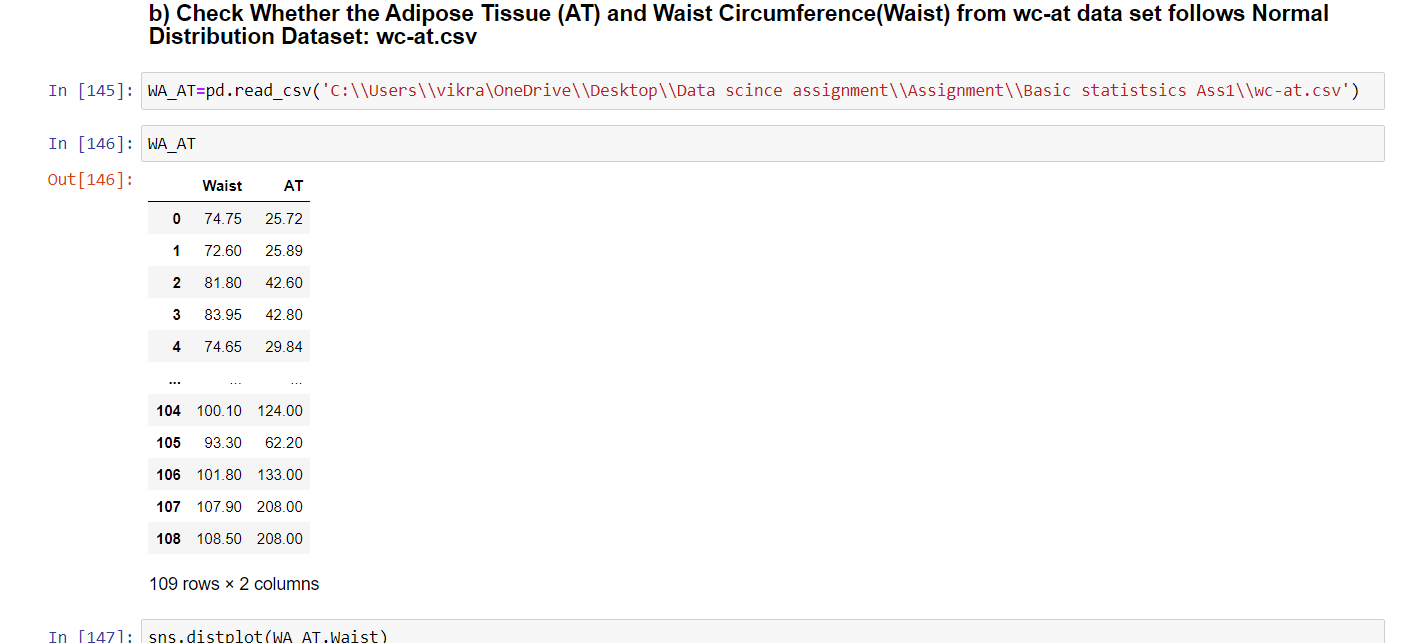 b) Check Whether the Adipose Tissue (AT) and Waist Circumference(Waist) from wc-at data set follows Normal
Distribution Dataset: wc-at.csv
In [145]: WA_AT=pd.read_csv('C:\\Users\\vikra\OneDrive\\Desktop\\Data scince assignment\\Assignment\\Basic statistsics Ass1\\wc-at.csv')
In [146]: WA_AT
Out[146]:
Waist AT
0 74.75 25.72
1 72.60 25.89
2 81.80 42.60
3 83.95 42.80
4 74.65 29.84
... ... ...
104 100.10 124.00
105 93.30 62.20
106 101.80 133.00
107 107.90 208.00
108 108.50 208.00
109 rows × 2 columns
In [147]: sns.distplot(WA_AT.Waist)